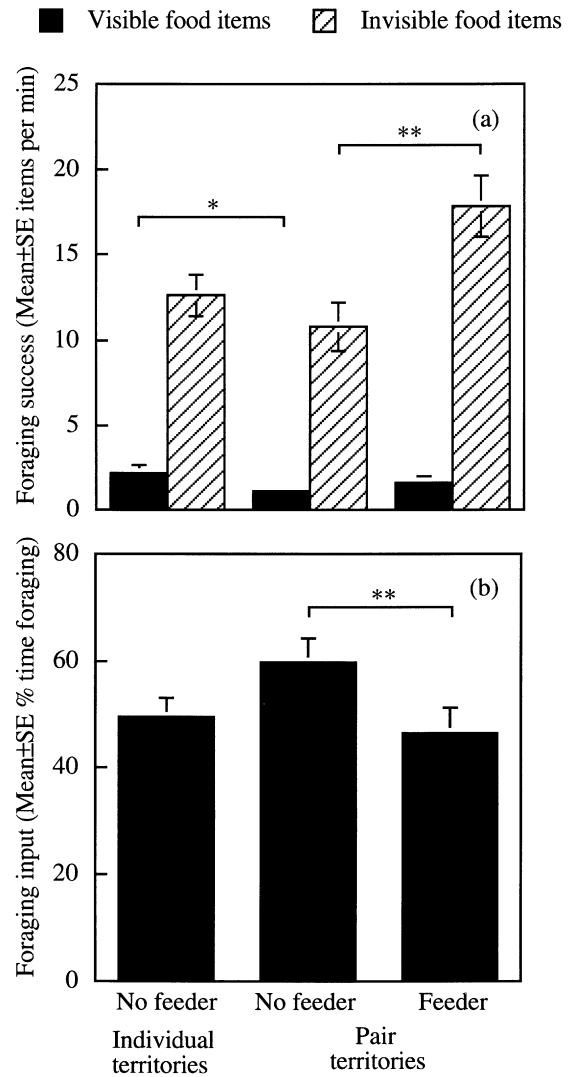 Visible food items
Invisible food items
Foraging success (Mean±SE items per min)
25
20
15
10
5
0
(a)
*
**
Foraging input (Mean±SE % time foraging)
80
60
40
20
0
(b)
**
No feeder
No feeder
Feeder
Individual
territories
Pair
territories